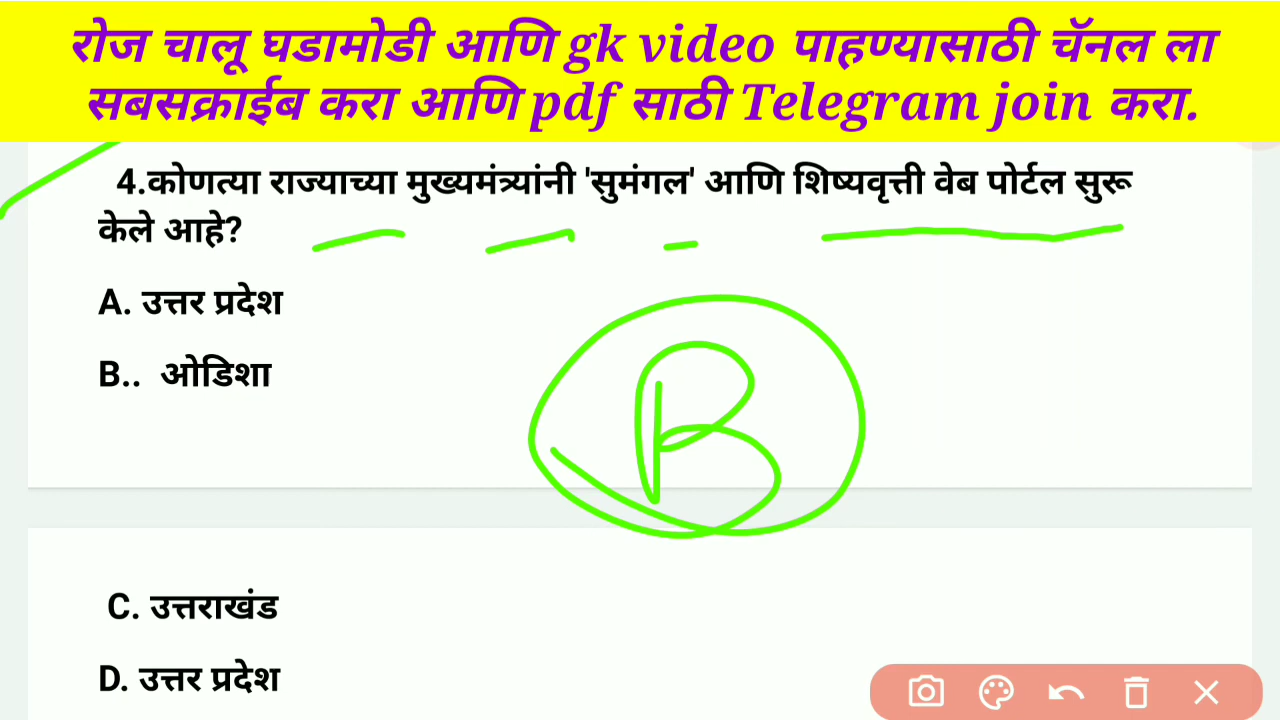 रोज चालू घडामोडी आणि gk video पाहण्यासाठी चॅनल ला
सबसक्राईब करा आणि pdf साठी Telegram join करा.
4.कोणत्या राज्याच्या मुख्यमंत्र्यांनी 'सुमंगल' आणि शिष्यवृत्ती वेब पोर्टल सुरू
केले आहे?
A. उत्तर प्रदेश
B.. ओडिशा
B
C. उत्तराखंड
D. उत्तर प्रदेश